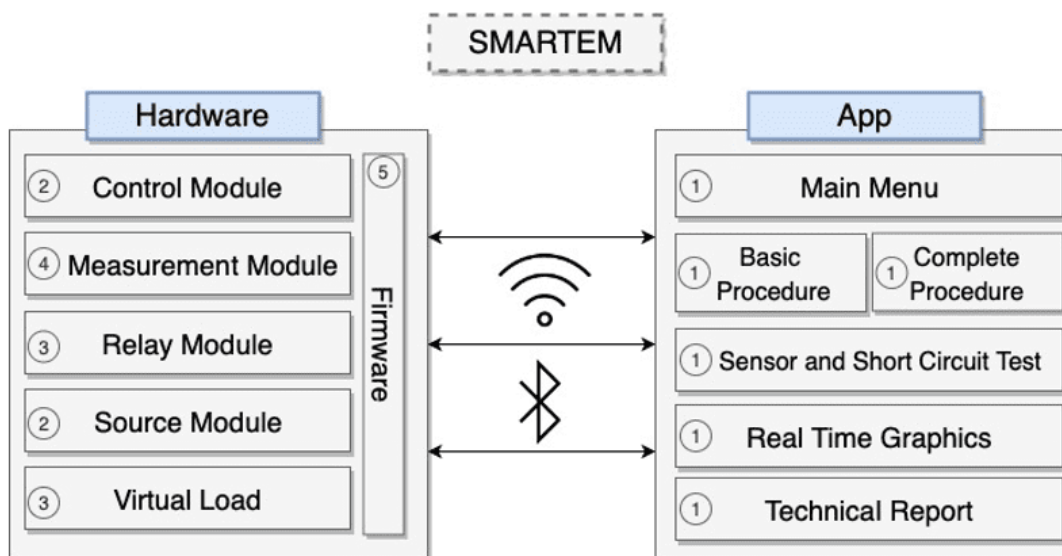 SMARTEM
Hardware
2 Control Module
4 Measurement Module
3 Relay Module
2 Source Module
3 Virtual Load
5
Firmware
App
1 Main Menu
1 Basic
Procedure
1 Complete
Procedure
1 Sensor and Short Circuit Test
1 Real Time Graphics
1 Technical Report